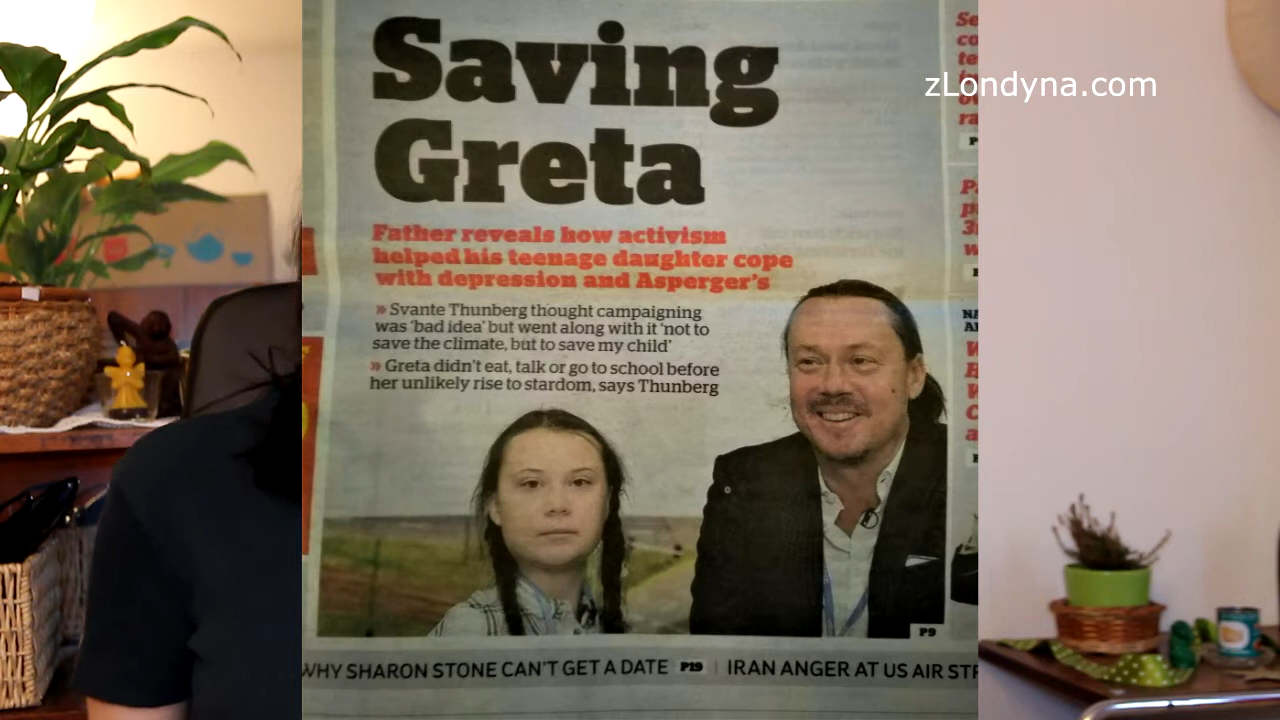 Saving
Greta
Father reveals how activism
helped his teenage daughter cope
with depression and Asperger's
» Svante Thunberg thought campaigning
was 'bad idea' but went along with it 'not to
save the climate, but to save my child'
» Greta didn't eat, talk or go to school before
her unlikely rise to stardom, says Thunberg
P9
WHY SHARON STONE CAN'T GET A DATE P19 | IRAN ANGER AT US AIR STR
zLondyna.com